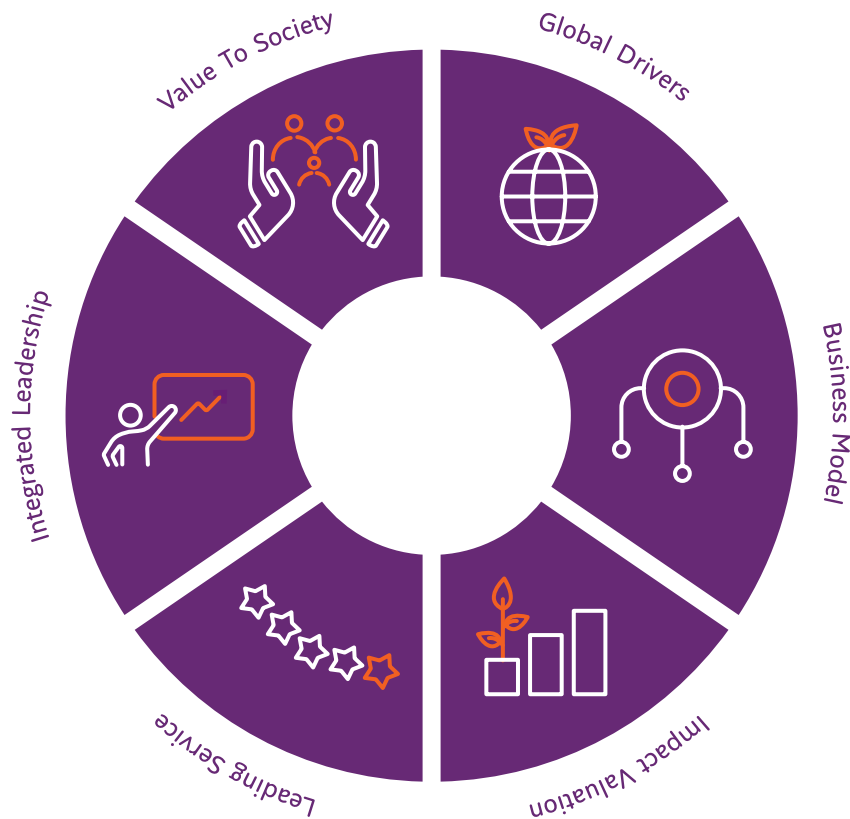 Value To Society
Global Drivers
Business Model
Impact Valuation
Leading Service
Integrated Leadership